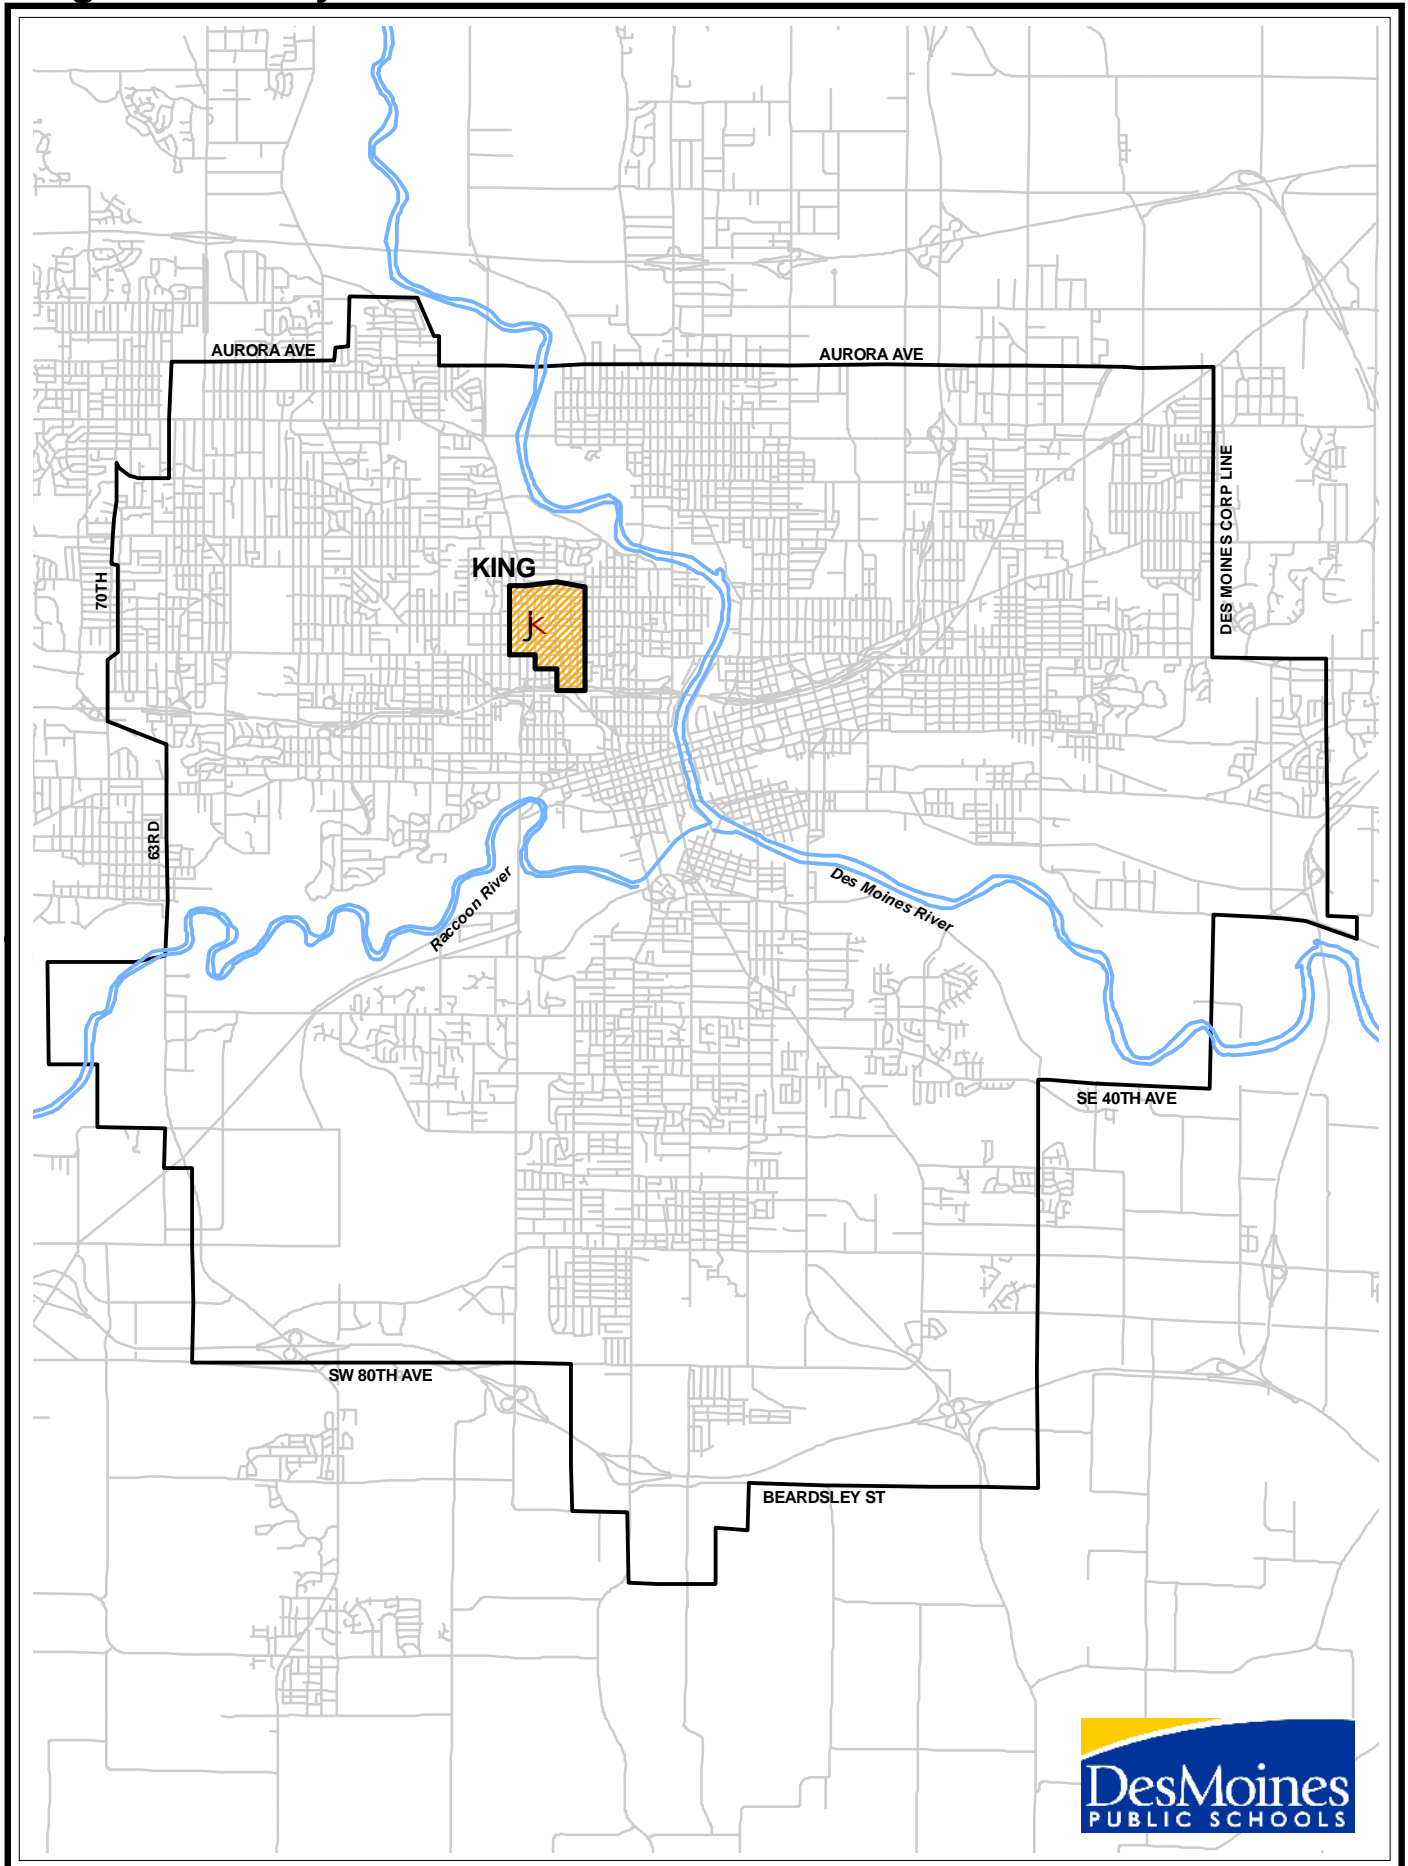 AURORA AVE
AURORA AVE
DES MOINES CORP LINE
KING
70TH
63RD
Raccoon River
Des Moines River
SE 40TH AVE
SW 80TH AVE
BEARDSLEY ST
DesMoines
PUBLIC SCHOOLS